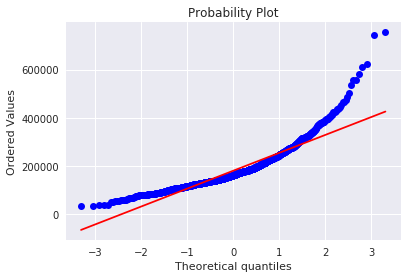 Probability Plot
Ordered Values
600000
400000
200000
0
−3 −2 −1 0 1 2 3
Theoretical quantiles